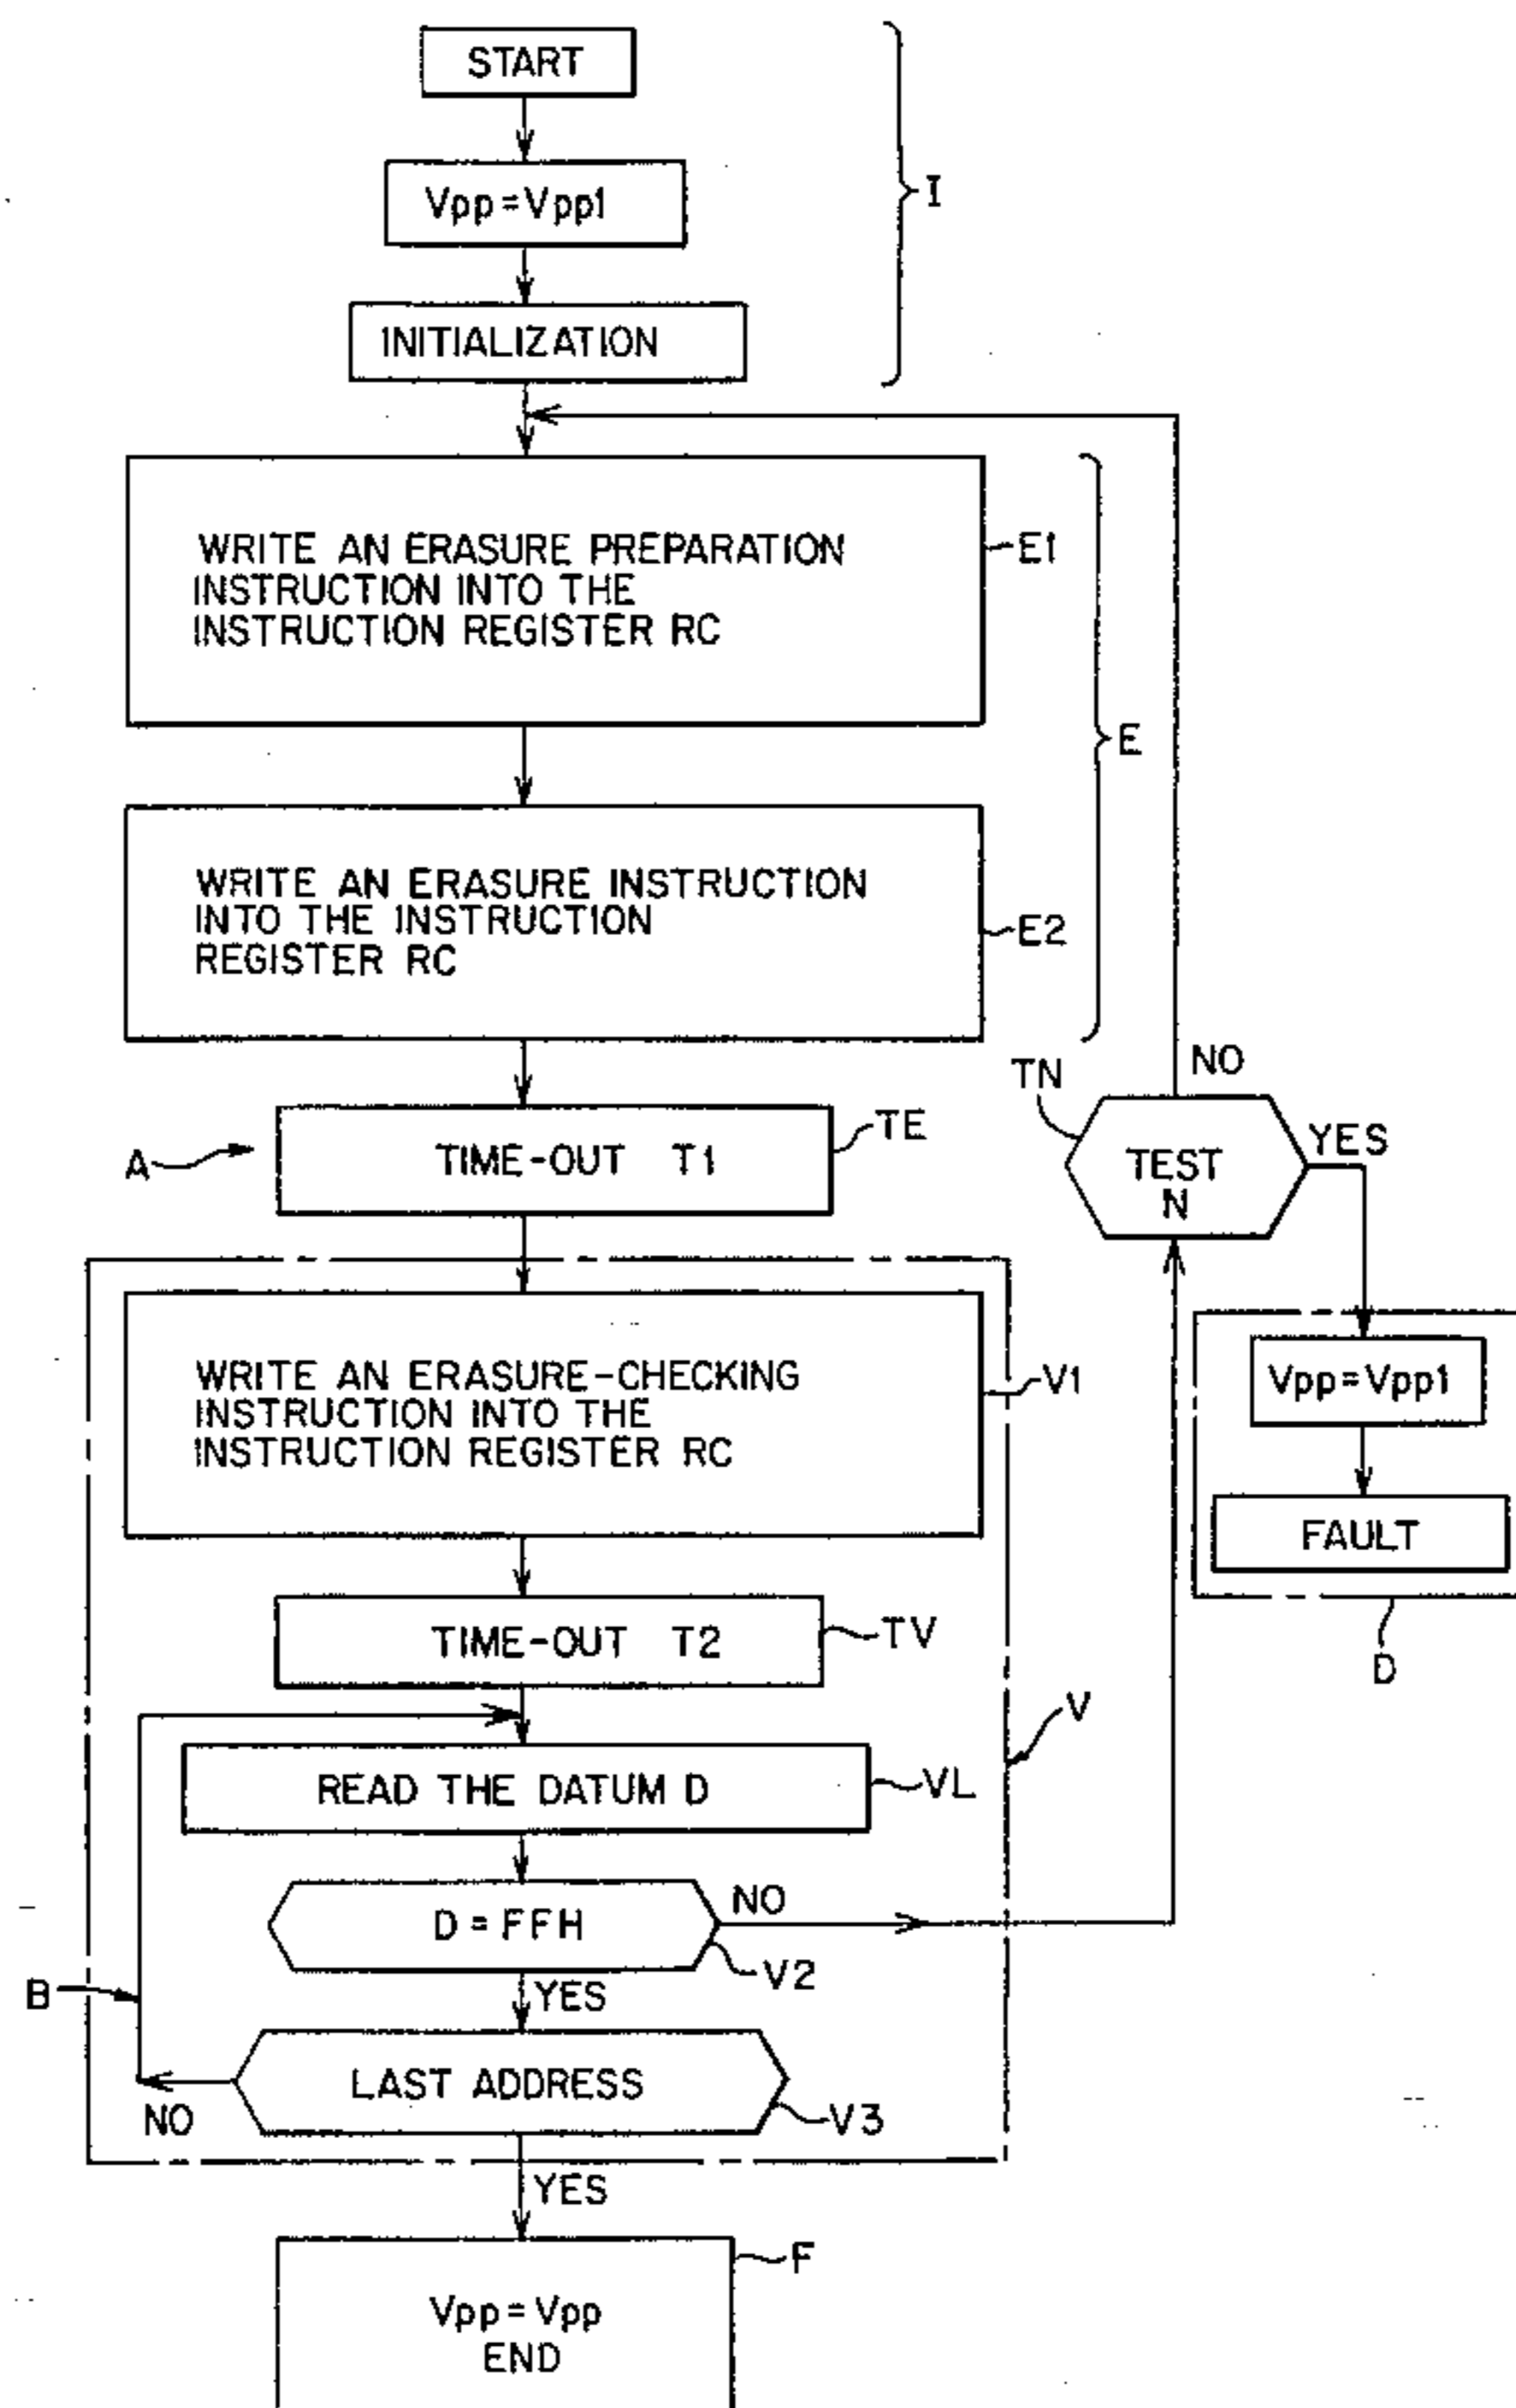 START
Vpp=Vpp1
I
INITIALIZATION
WRITE AN ERASURE PREPARATION
INSTRUCTION INTO THE
INSTRUCTION REGISTER RC
E1
E
WRITE AN ERASURE INSTRUCTION
INTO THE INSTRUCTION
REGISTER RC
E2
NO
TN
TEST
N
YES
A
TIME-OUT T1
TE
WRITE AN ERASURE-CHECKING
INSTRUCTION INTO THE
INSTRUCTION REGISTER RC
V1
Vpp=Vpp1
FAULT
D
TIME-OUT T2
TV
V
READ THE DATUM D
VL
D=FFH
NO
V2
YES
B
LAST ADDRESS
NO
V3
YES
F
Vpp=Vpp
END